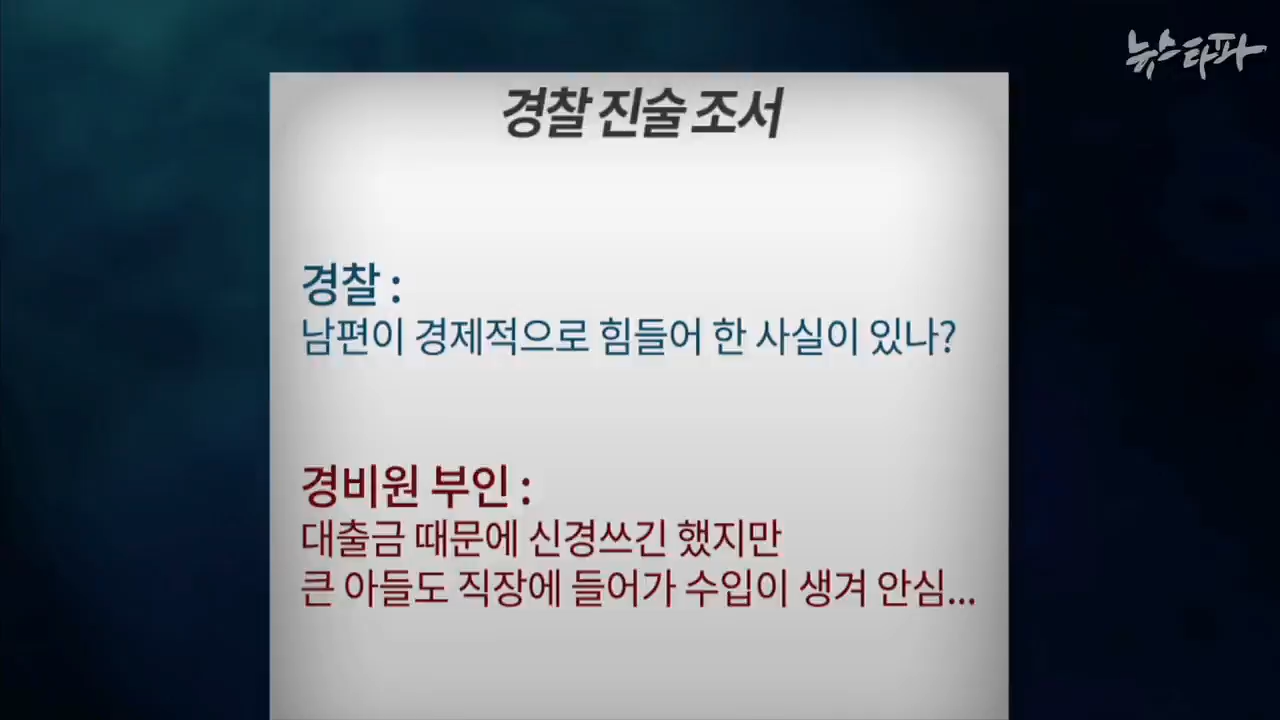 뉴스타파
경찰 진술 조서
경찰 :
남편이 경제적으로 힘들어 한 사실이 있나?
경비원 부인 :
대출금 때문에 신경쓰긴 했지만
큰 아들도 직장에 들어가 수입이 생겨 안심...